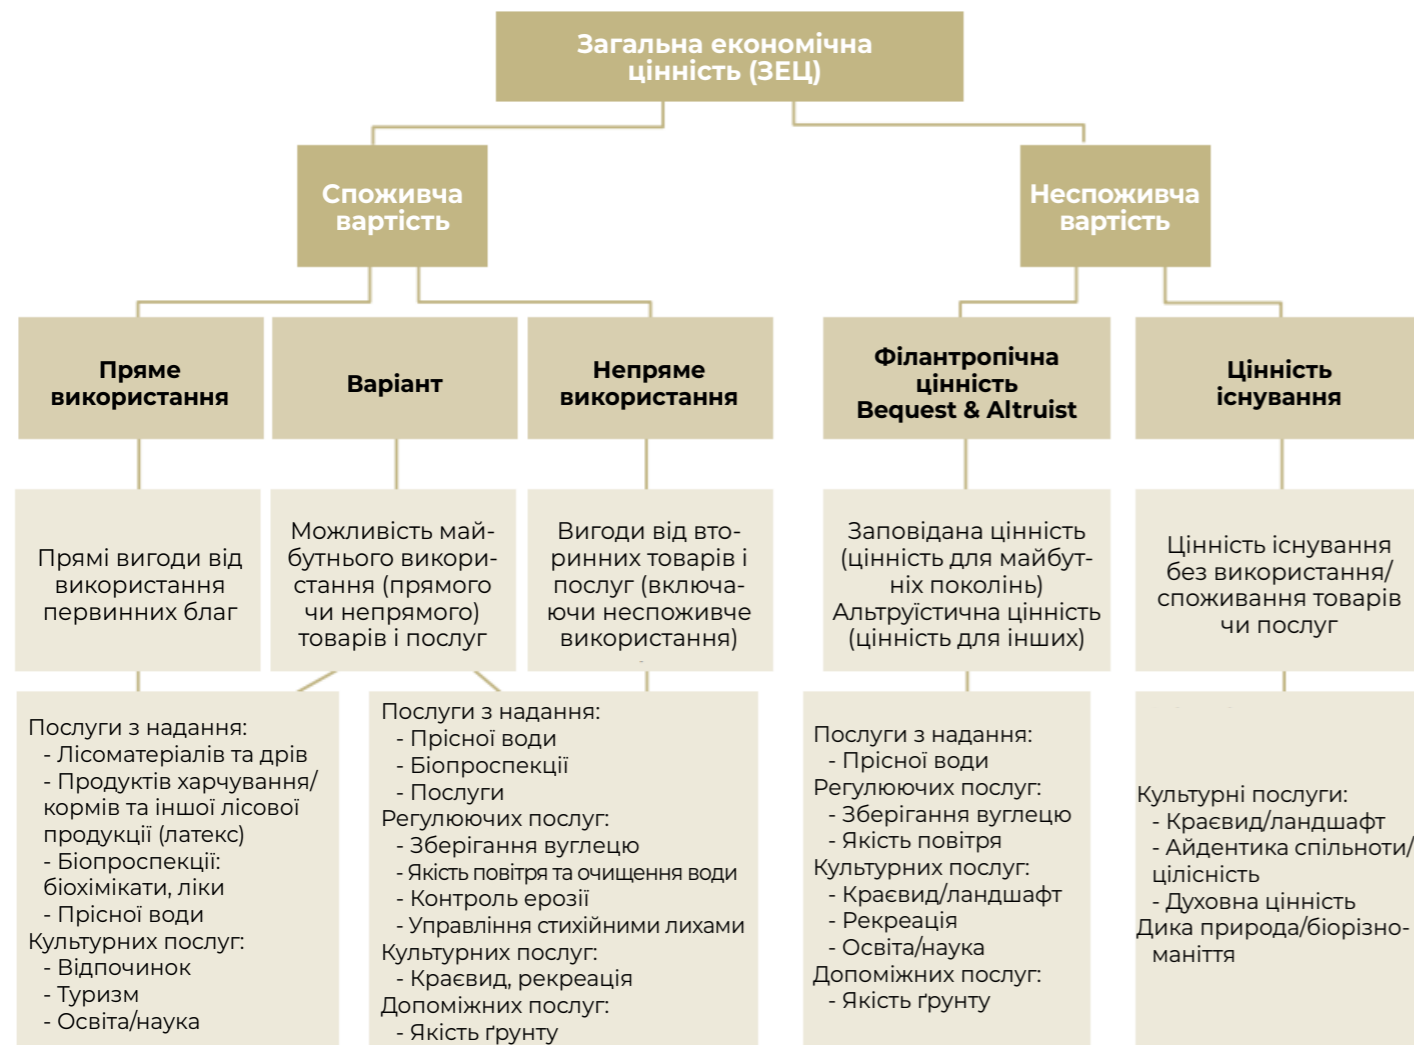 Загальна економічна
цінність (ЗЕЦ)
Споживча
вартість
Неспоживча
вартість
Пряме
використання
Варіант
Непряме
використання
Філантропічна
цінність
Bequest & Altruist
Цінність
існування
Прямі вигоди від
використання
первинних благ
Можливість май-
бутнього викори-
стання (прямого
чи непрямого)
товарів і послуг
Вигоди від вто-
ринних товарів і
послуг (включа-
ючи неспоживче
використання)
Заповідана цінність
(цінність для майбут-
ніх поколінь)
Альтруїстична цінність
(цінність для інших)
Цінність існування
без використання/
споживання товарів
чи послуг
Послуги з надання:
- Лісоматеріалів та дрів
- Продуктів харчування/
кормів та іншої лісової
продукції (латекс)
- Біопроспекції:
біохімікати, ліки
- Прісної води
Культурних послуг:
- Відпочинок
- Туризм
- Освіта/наука
Послуги з надання:
- Прісної води
- Біопроспекції
- Послуги
Регулюючих послуг:
- Зберігання вуглецю
- Якість повітря та очищення води
- Контроль ерозії
- Управління стихійними лихами
Культурних послуг:
- Краєвид, рекреація
Допоміжних послуг:
- Якість ґрунту
Послуги з надання:
- Прісної води
Регулюючих послуг:
- Зберігання вуглецю
- Якість повітря
Культурних послуг:
- Краєвид/ландшафт
- Рекреація
- Освіта/наука
Допоміжних послуг:
- Якість ґрунту
Культурні послуги:
- Краєвид/ландшафт
- Айдентика спільноти/
цілісність
- Духовна цінність
Дика природа/біорізно-
маніття